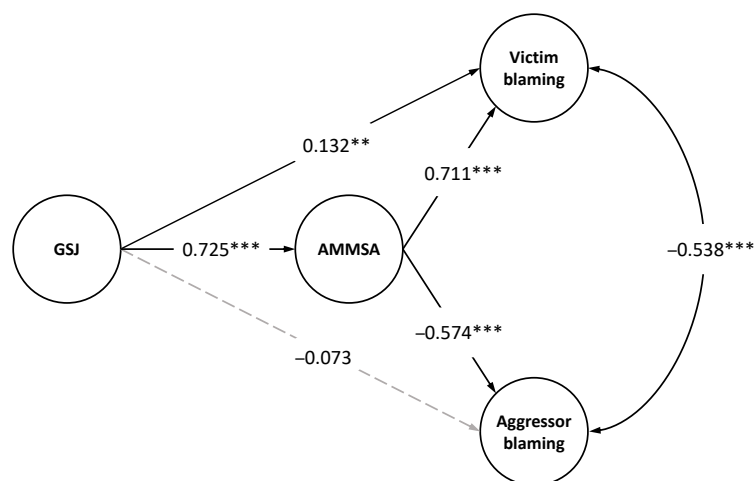 Victim
blaming
0.132**
0.711***
GSJ
0.725***
AMMSA
–0.538***
–0.574***
–0.073
Aggressor
blaming